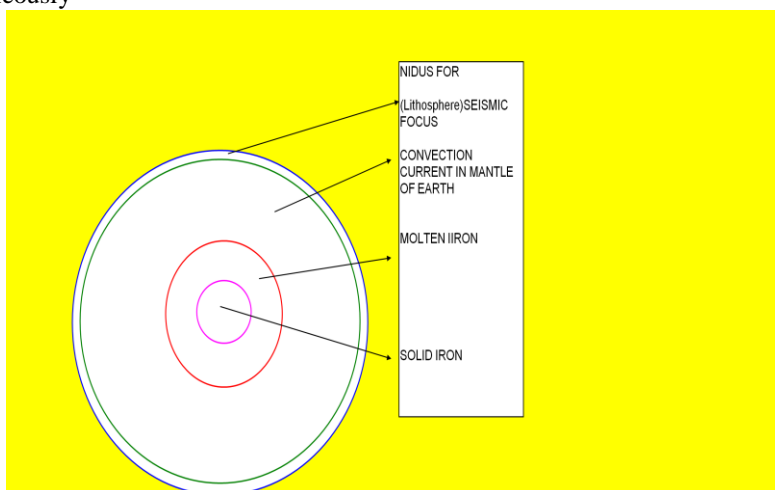 NIDUS FOR
(Lithosphere)SEISMIC
FOCUS
CONVECTION
CURRENT IN MANTLE
OF EARTH
MOLTEN IIRON
SOLID IRON